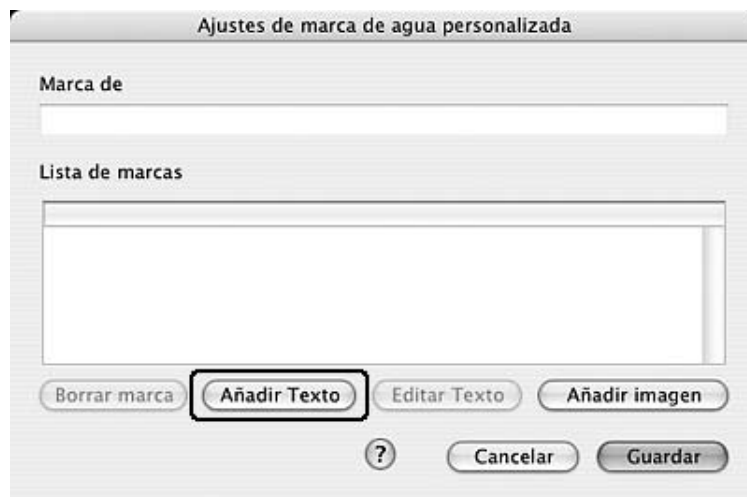 Ajustes de marca de agua personalizada
Marca de
Lista de marcas
Borrar marca Añadir Texto Editar Texto Añadir imagen
? Cancelar Guardar